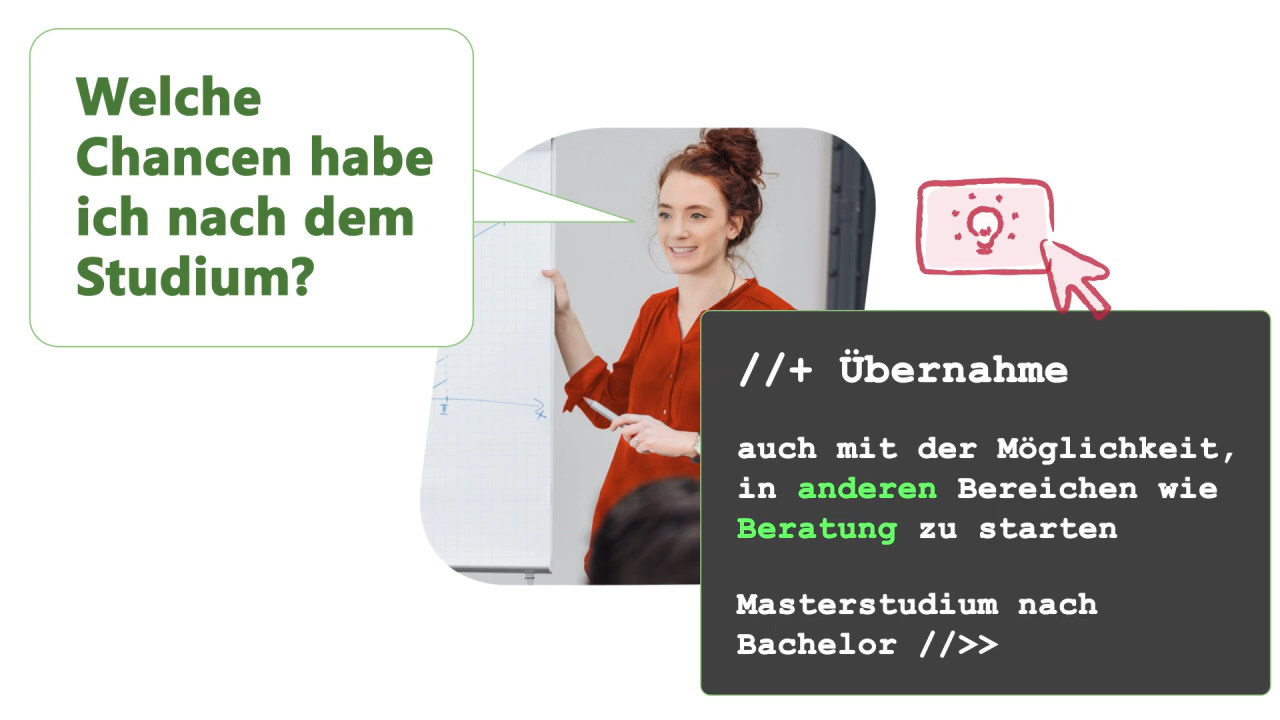 Welche
Chancen habe
ich nach dem
Studium?
//+ Übernahme
auch mit der Möglichkeit,
in anderen Bereichen wie
Beratung zu starten
Masterstudium nach
Bachelor //>>